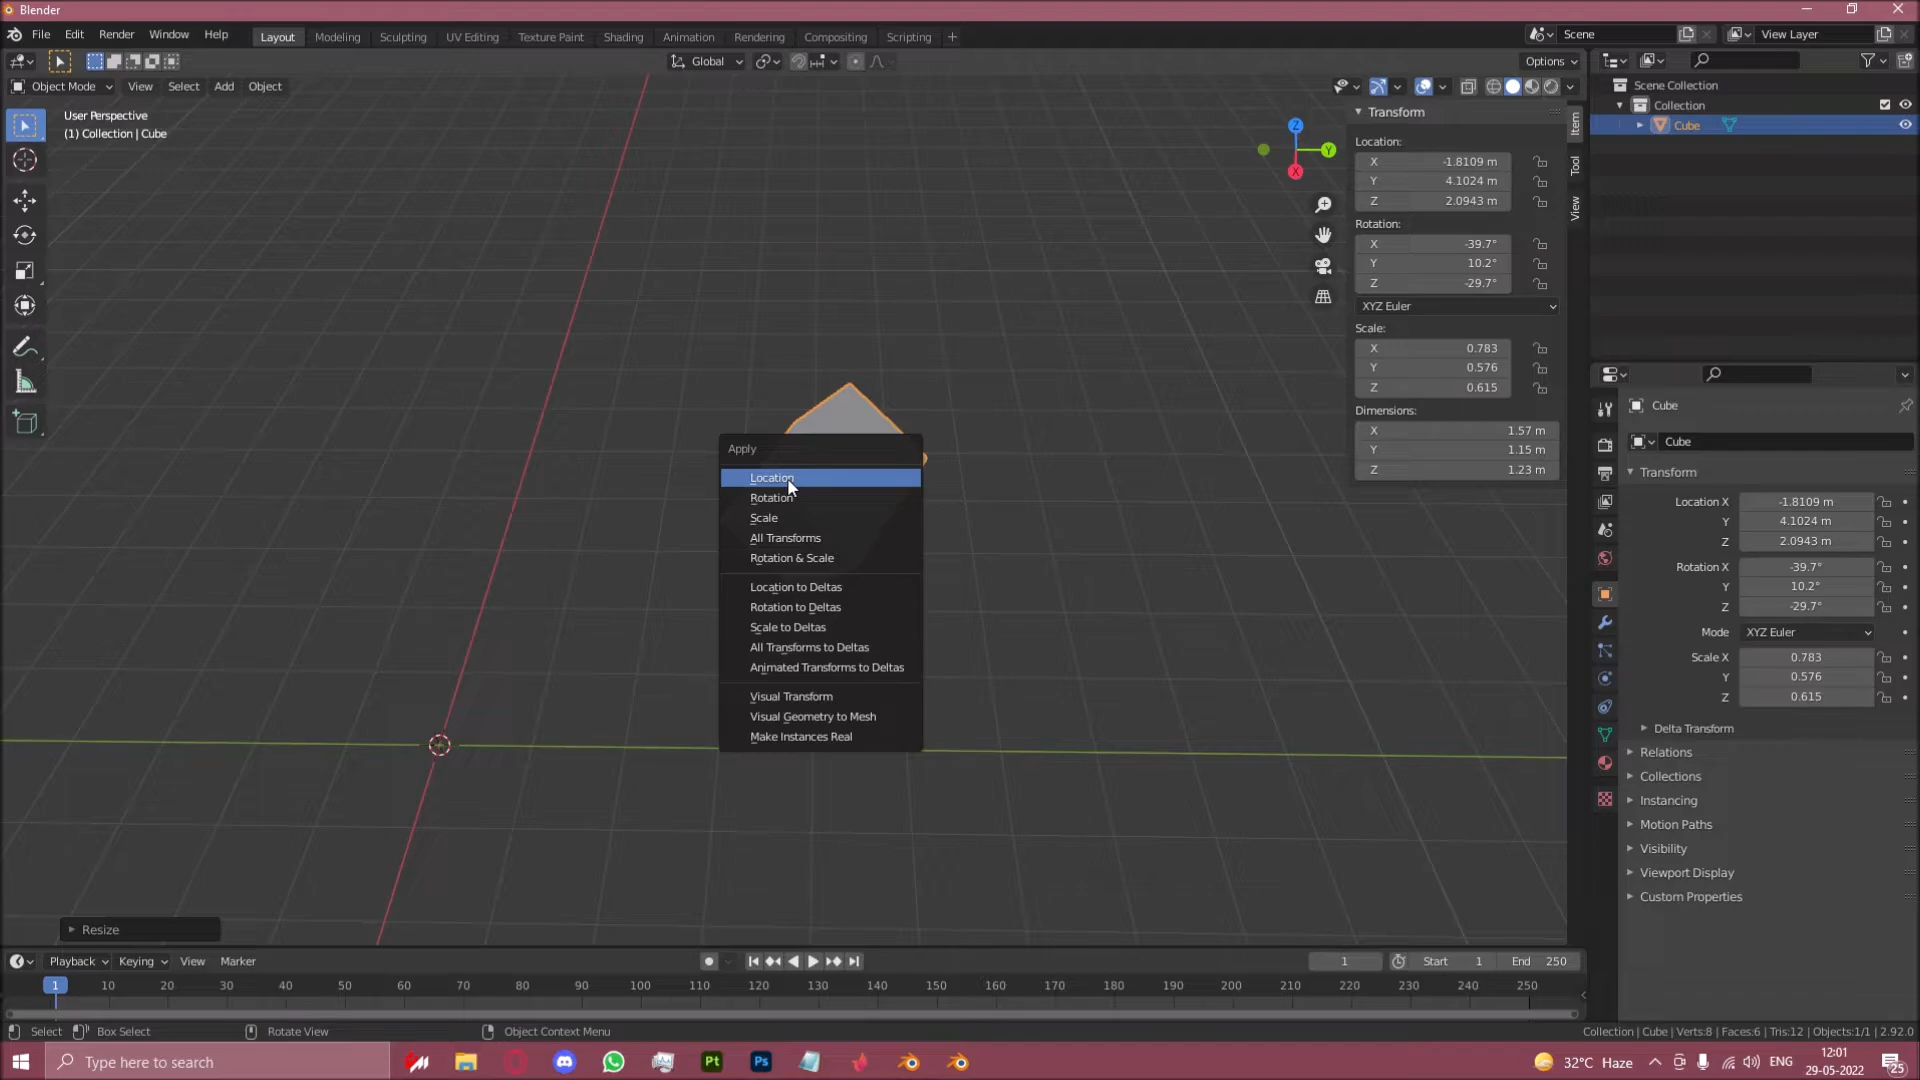 Blender
File Edit Render Window Help
Layout Modeling Sculpting UV Editing Texture Paint Shading Animation Rendering Compositing Scripting +
Scene
View Layer
Global
Options
Object Mode View Select Add Object
User Perspective
(1) Collection | Cube
Z
Y
X
Item
Tool
View
Transform
Location:
X -1.8109 m
Y 4.1024 m
Z 2.0943 m
Rotation:
X -39.7°
Y 10.2°
Z -29.7°
XYZ Euler
Scale:
X 0.783
Y 0.576
Z 0.615
Dimensions:
X 1.57 m
Y 1.15 m
Z 1.23 m
Apply
Location
Rotation
Scale
All Transforms
Rotation & Scale
Location to Deltas
Rotation to Deltas
Scale to Deltas
All Transforms to Deltas
Animated Transforms to Deltas
Visual Transform
Visual Geometry to Mesh
Make Instances Real
Resize
Scene Collection
Collection
Cube
Cube
Cube
Transform
Location X -1.8109 m
Y 4.1024 m
Z 2.0943 m
Rotation X -39.7°
Y 10.2°
Z -29.7°
Mode XYZ Euler
Scale X 0.783
Y 0.576
Z 0.615
Delta Transform
Relations
Collections
Instancing
Motion Paths
Visibility
Viewport Display
Custom Properties
Playback Keying View Marker
1 Start 1 End 250
1 10 20 30 40 50 60 70 80 90 100 110 120 130 140 150 160 170 180 190 200 210 220 230 240 250
Select Box Select Rotate View Object Context Menu
Collection | Cube | Verts:8 | Faces:6 | Tris:12 | Objects:1/1 | 2.92.0
Type here to search
Pt
Ps
32°C Haze
ENG
12:01
29-05-2022
25